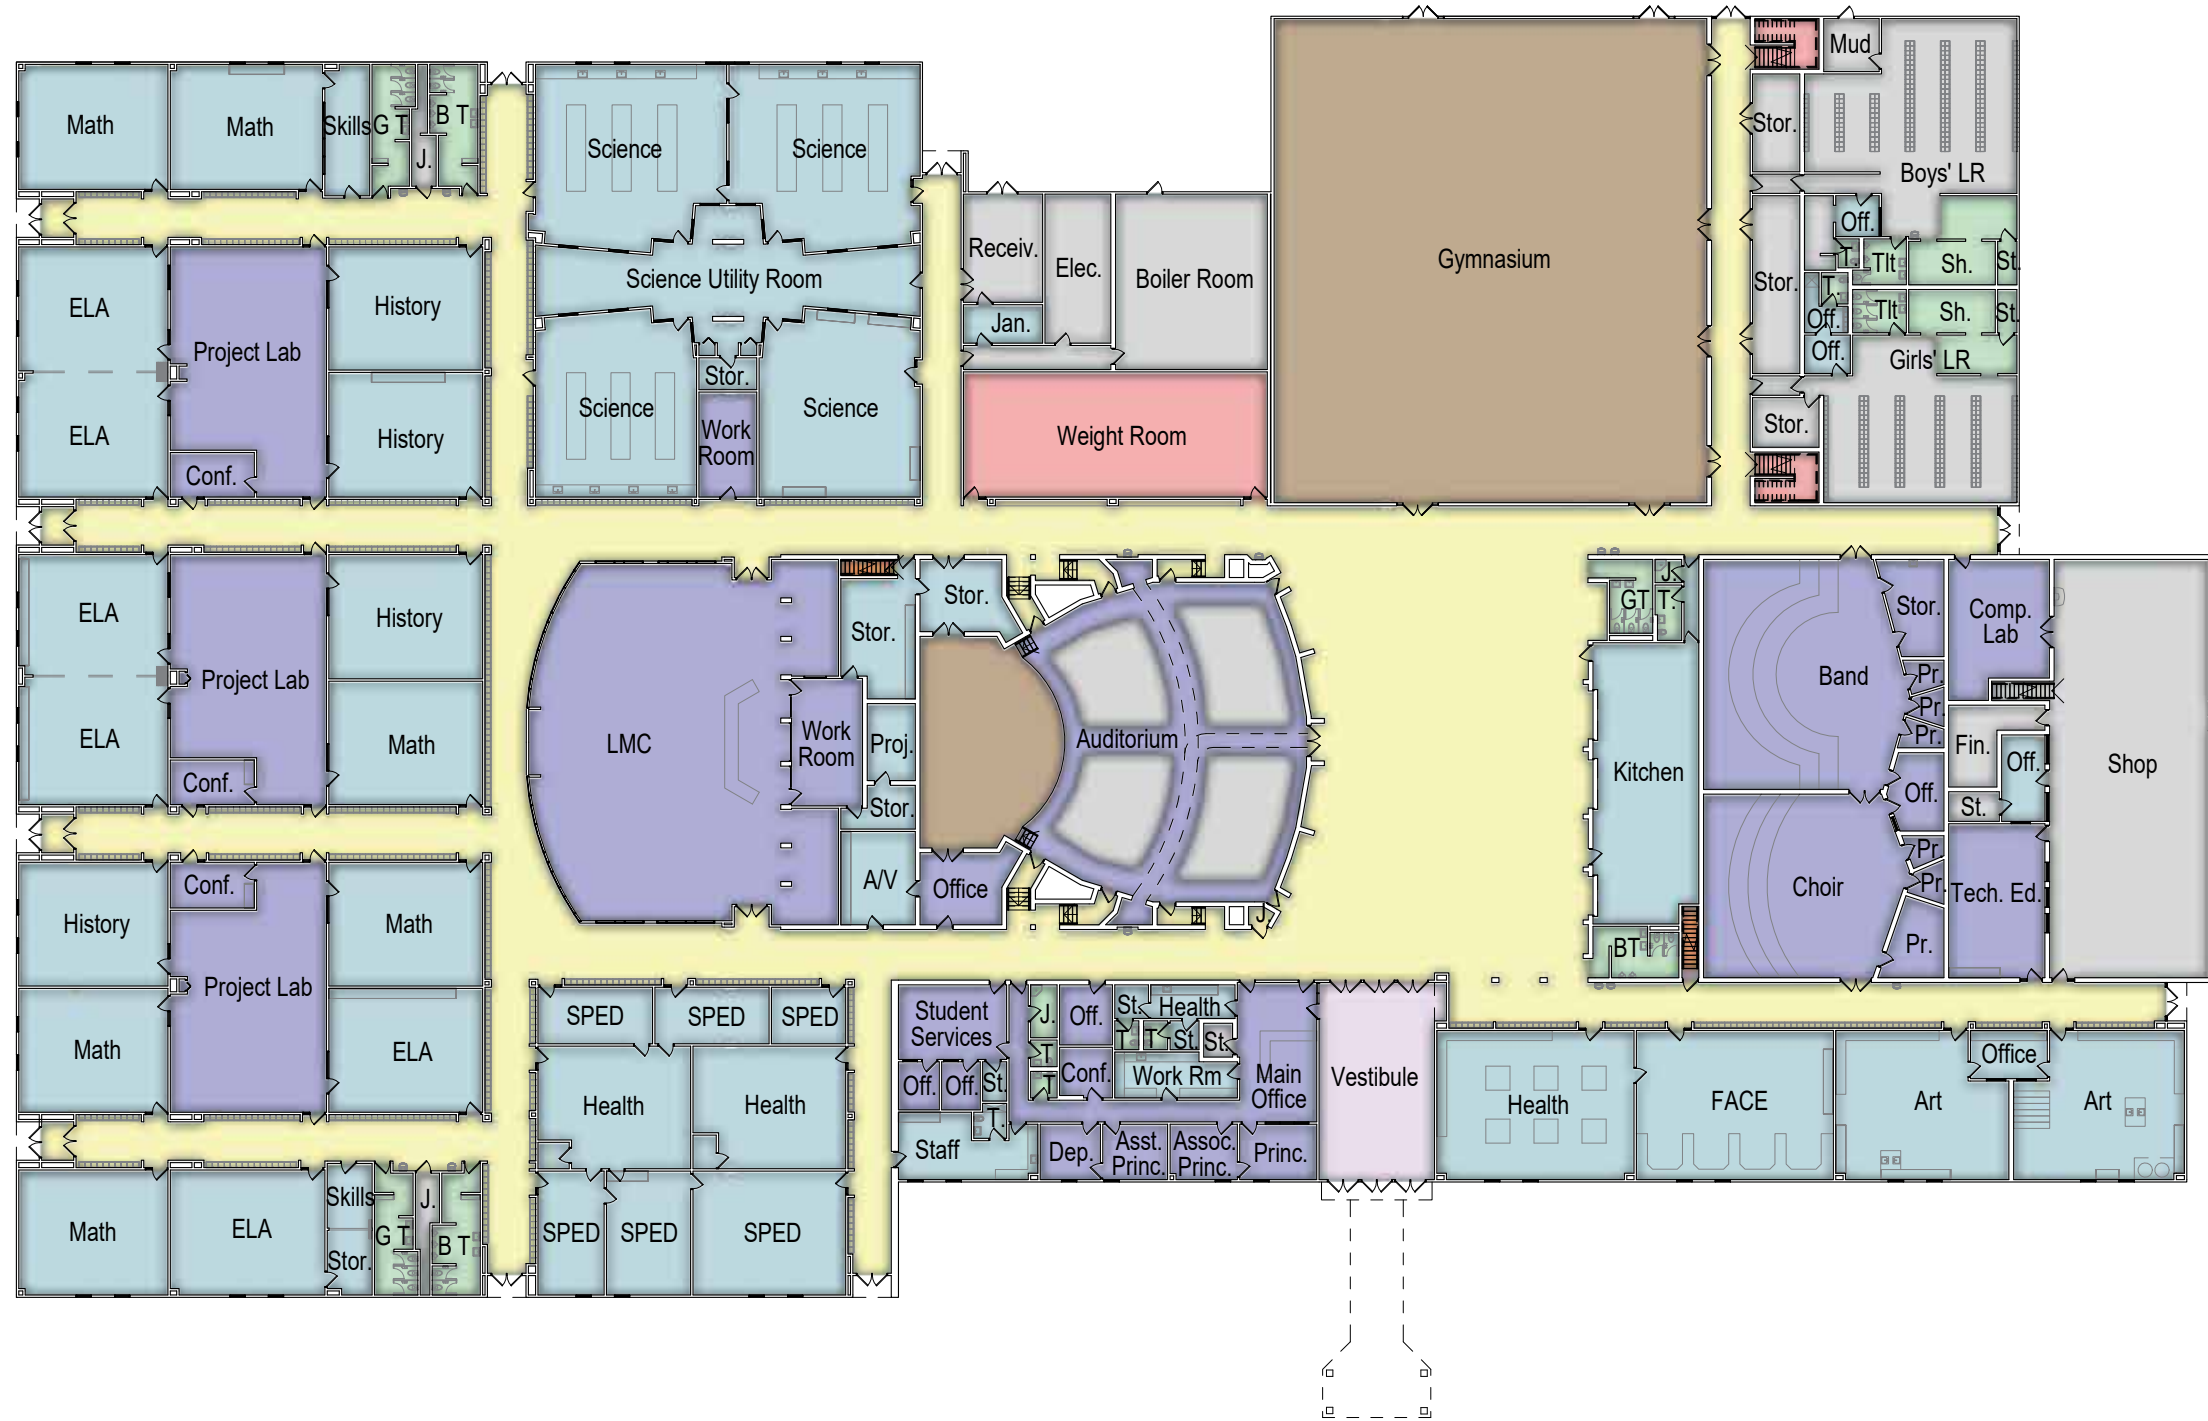 Math
Math
Skills
G T
J.
B T
Science
Science
Mud
Stor.
Boys' LR
Off.
Receiv.
Elec.
Boiler Room
Gymnasium
Stor.
T.
Tlt
Sh.
St.
ELA
Project Lab
History
Science Utility Room
Jan.
T.
Off.
Tlt
Sh.
St.
Off.
Girls' LR
ELA
Conf.
History
Science
Stor.
Work
Room
Science
Weight Room
Stor.
ELA
Project Lab
History
Stor.
Stor.
GT
J.
T.
Stor.
Comp.
Lab
ELA
Conf.
Math
LMC
Work
Room
Proj.
Stor.
Auditorium
Kitchen
Band
Pr.
Pr.
Pr.
Off.
Fin.
Off.
St.
Shop
History
Conf.
Project Lab
Math
A/V
Office
J.
BT
Choir
Pr.
Pr.
Pr.
Tech. Ed.
Math
ELA
SPED
SPED
SPED
Health
Health
Student
Services
Off.
Off.
St.
T.
Staff
J.
T
T
Off.
Conf.
St.
Health
T
T
St.
St.
Work Rm
Main
Office
Dep.
Asst.
Princ.
Assoc.
Princ.
Princ.
Vestibule
Health
FACE
Art
Office
Art
Math
ELA
Skills
Stor.
G T
J.
B T
SPED
SPED
SPED